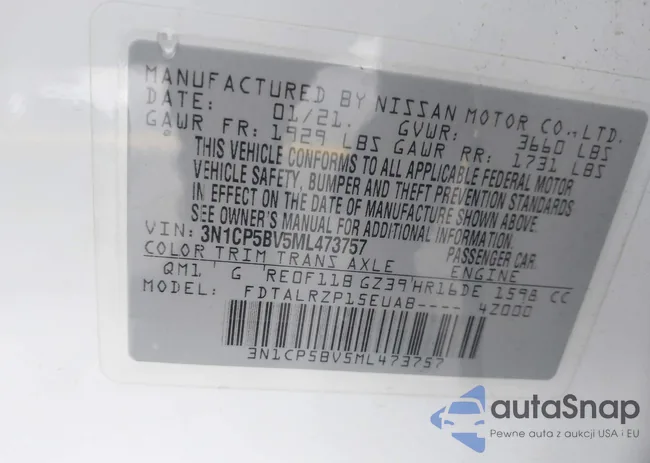 MANUFACTURED BY NISSAN MOTOR CO.,LTD.
DATE: 01/21. GVWR: 3660 LBS
GAWR FR: 1929 LBS GAWR RR: 1731 LBS
THIS VEHICLE CONFORMS TO ALL APPLICABLE FEDERAL MOTOR
VEHICLE SAFETY, BUMPER AND THEFT PREVENTION STANDARDS
IN EFFECT ON THE DATE OF MANUFACTURE SHOWN ABOVE.
SEE OWNER'S MANUAL FOR ADDITIONAL INFORMATION.
VIN: 3N1CP5BV5ML473757 PASSENGER CAR.
COLOR TRIM TRANS AXLE ENGINE
QM1 G RE0F11B GZ39 HR16DE 1598 CC
FDTALRZP15EUAB---- 4Z000
3N1CP5BV5ML473757
autaSnap
Pewne auta z aukcji USA i EU